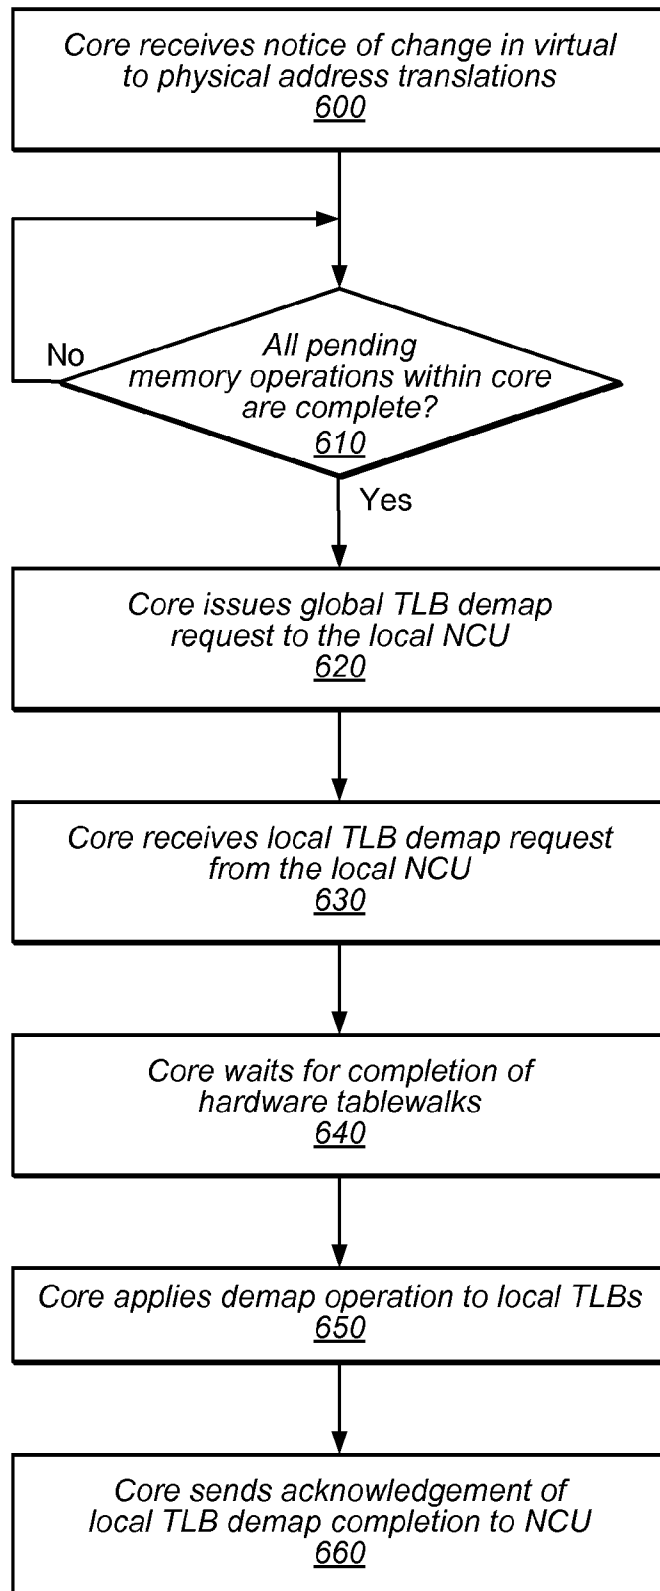 Core receives notice of change in virtual
to physical address translations
600
No
All pending
memory operations within core
are complete?
610
Yes
Core issues global TLB demap
request to the local NCU
620
Core receives local TLB demap request
from the local NCU
630
Core waits for completion of
hardware tablewalks
640
Core applies demap operation to local TLBs
650
Core sends acknowledgement of
local TLB demap completion to NCU
660